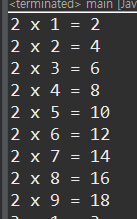 <terminated> main [Jav
2 x 1 = 2
2 x 2 = 4
2 x 3 = 6
2 x 4 = 8
2 x 5 = 10
2 x 6 = 12
2 x 7 = 14
2 x 8 = 16
2 x 9 = 18